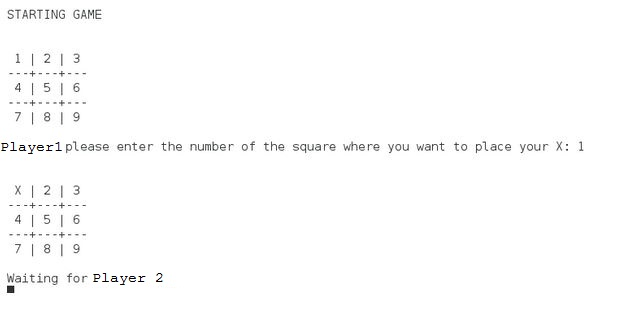 STARTING GAME
1 | 2 | 3
---+---+---
4 | 5 | 6
---+---+---
7 | 8 | 9
Player1 please enter the number of the square where you want to place your X: 1
X | 2 | 3
---+---+---
4 | 5 | 6
---+---+---
7 | 8 | 9
Waiting for Player 2